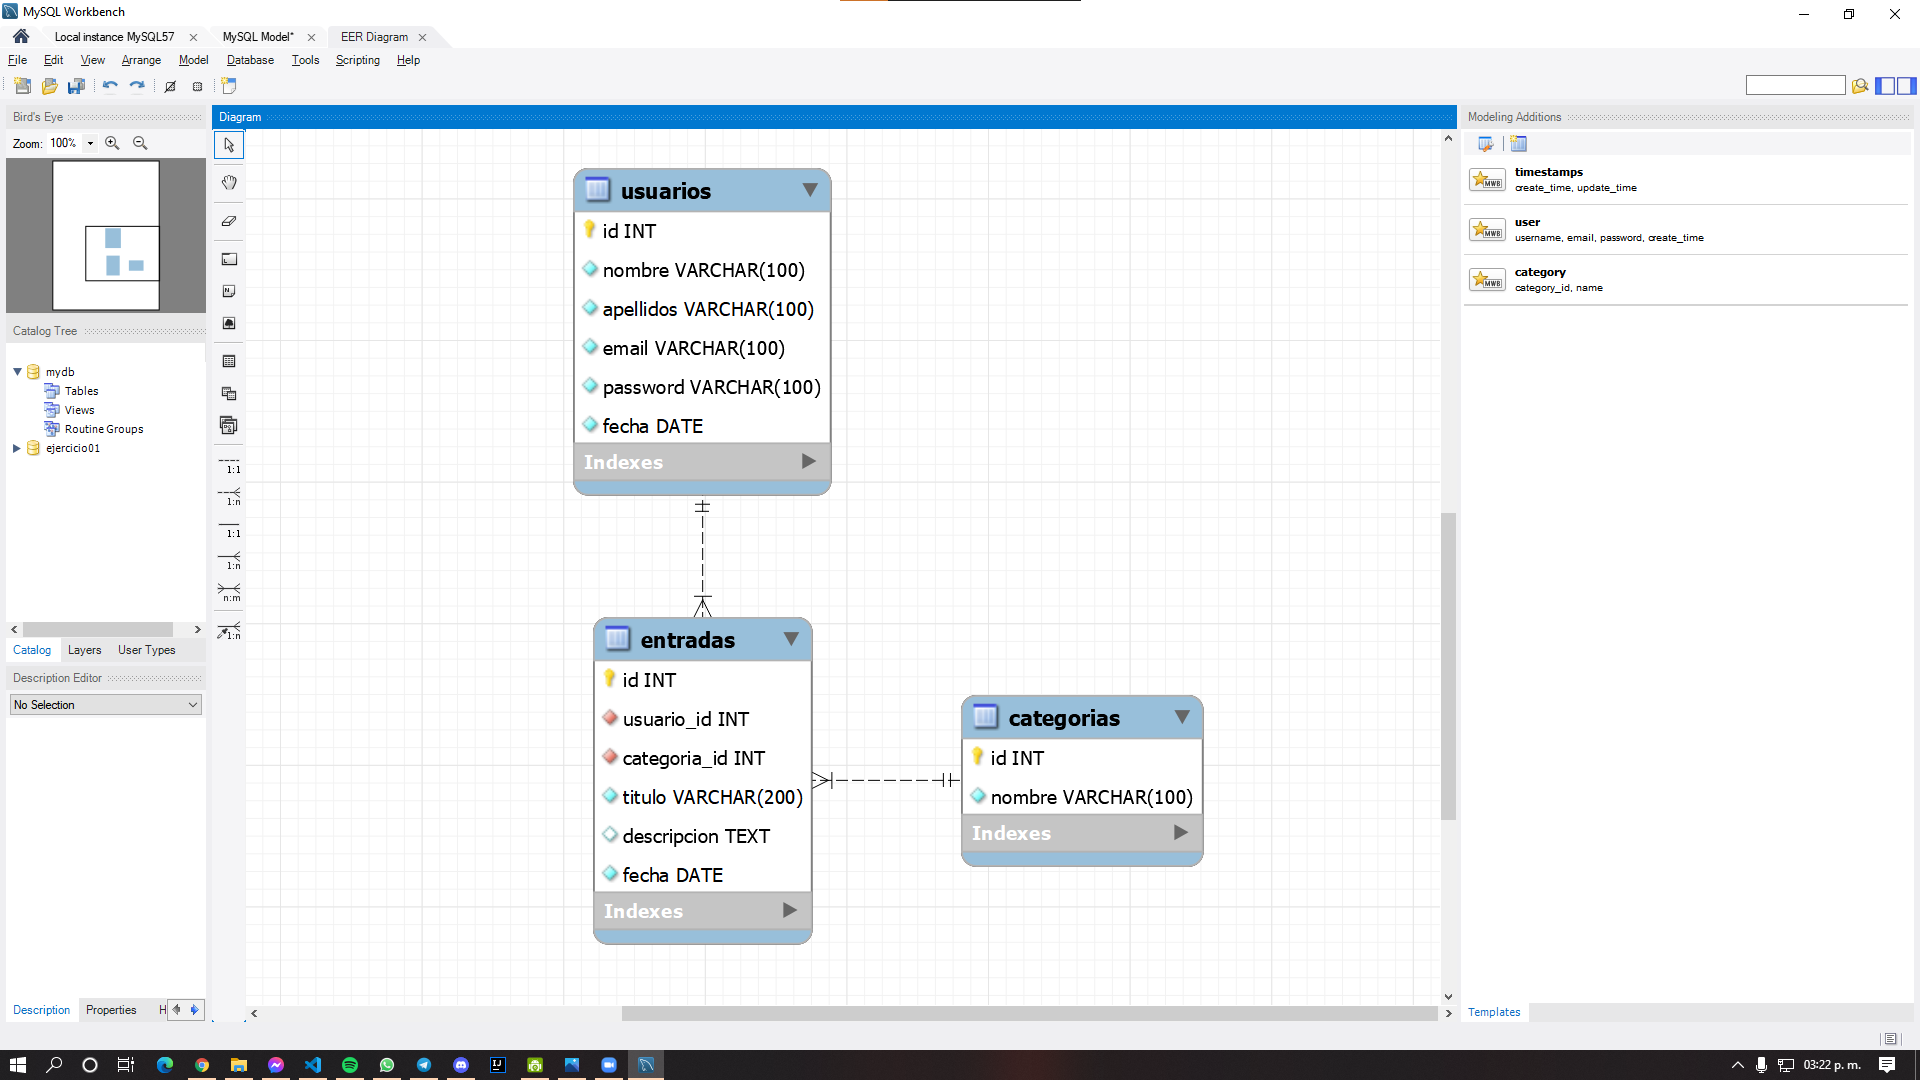 MySQL Workbench
Local instance MySQL57
MySQL Model*
EER Diagram
File Edit View Arrange Model Database Tools Scripting Help
Bird's Eye
Zoom: 100%
Catalog Tree
mydb
Tables
Views
Routine Groups
ejercicio01
Catalog Layers User Types
Description Editor
No Selection
Description Properties H
Diagram
1:1
1:n
1:1
1:n
n:m
1:n
usuarios
id INT
nombre VARCHAR(100)
apellidos VARCHAR(100)
email VARCHAR(100)
password VARCHAR(100)
fecha DATE
Indexes
entradas
id INT
usuario_id INT
categoria_id INT
titulo VARCHAR(200)
descripcion TEXT
fecha DATE
Indexes
categorias
id INT
nombre VARCHAR(100)
Indexes
Modeling Additions
timestamps
create_time, update_time
user
username, email, password, create_time
category
category_id, name
MWB
MWB
MWB
Templates
IJ
03:22 p. m.